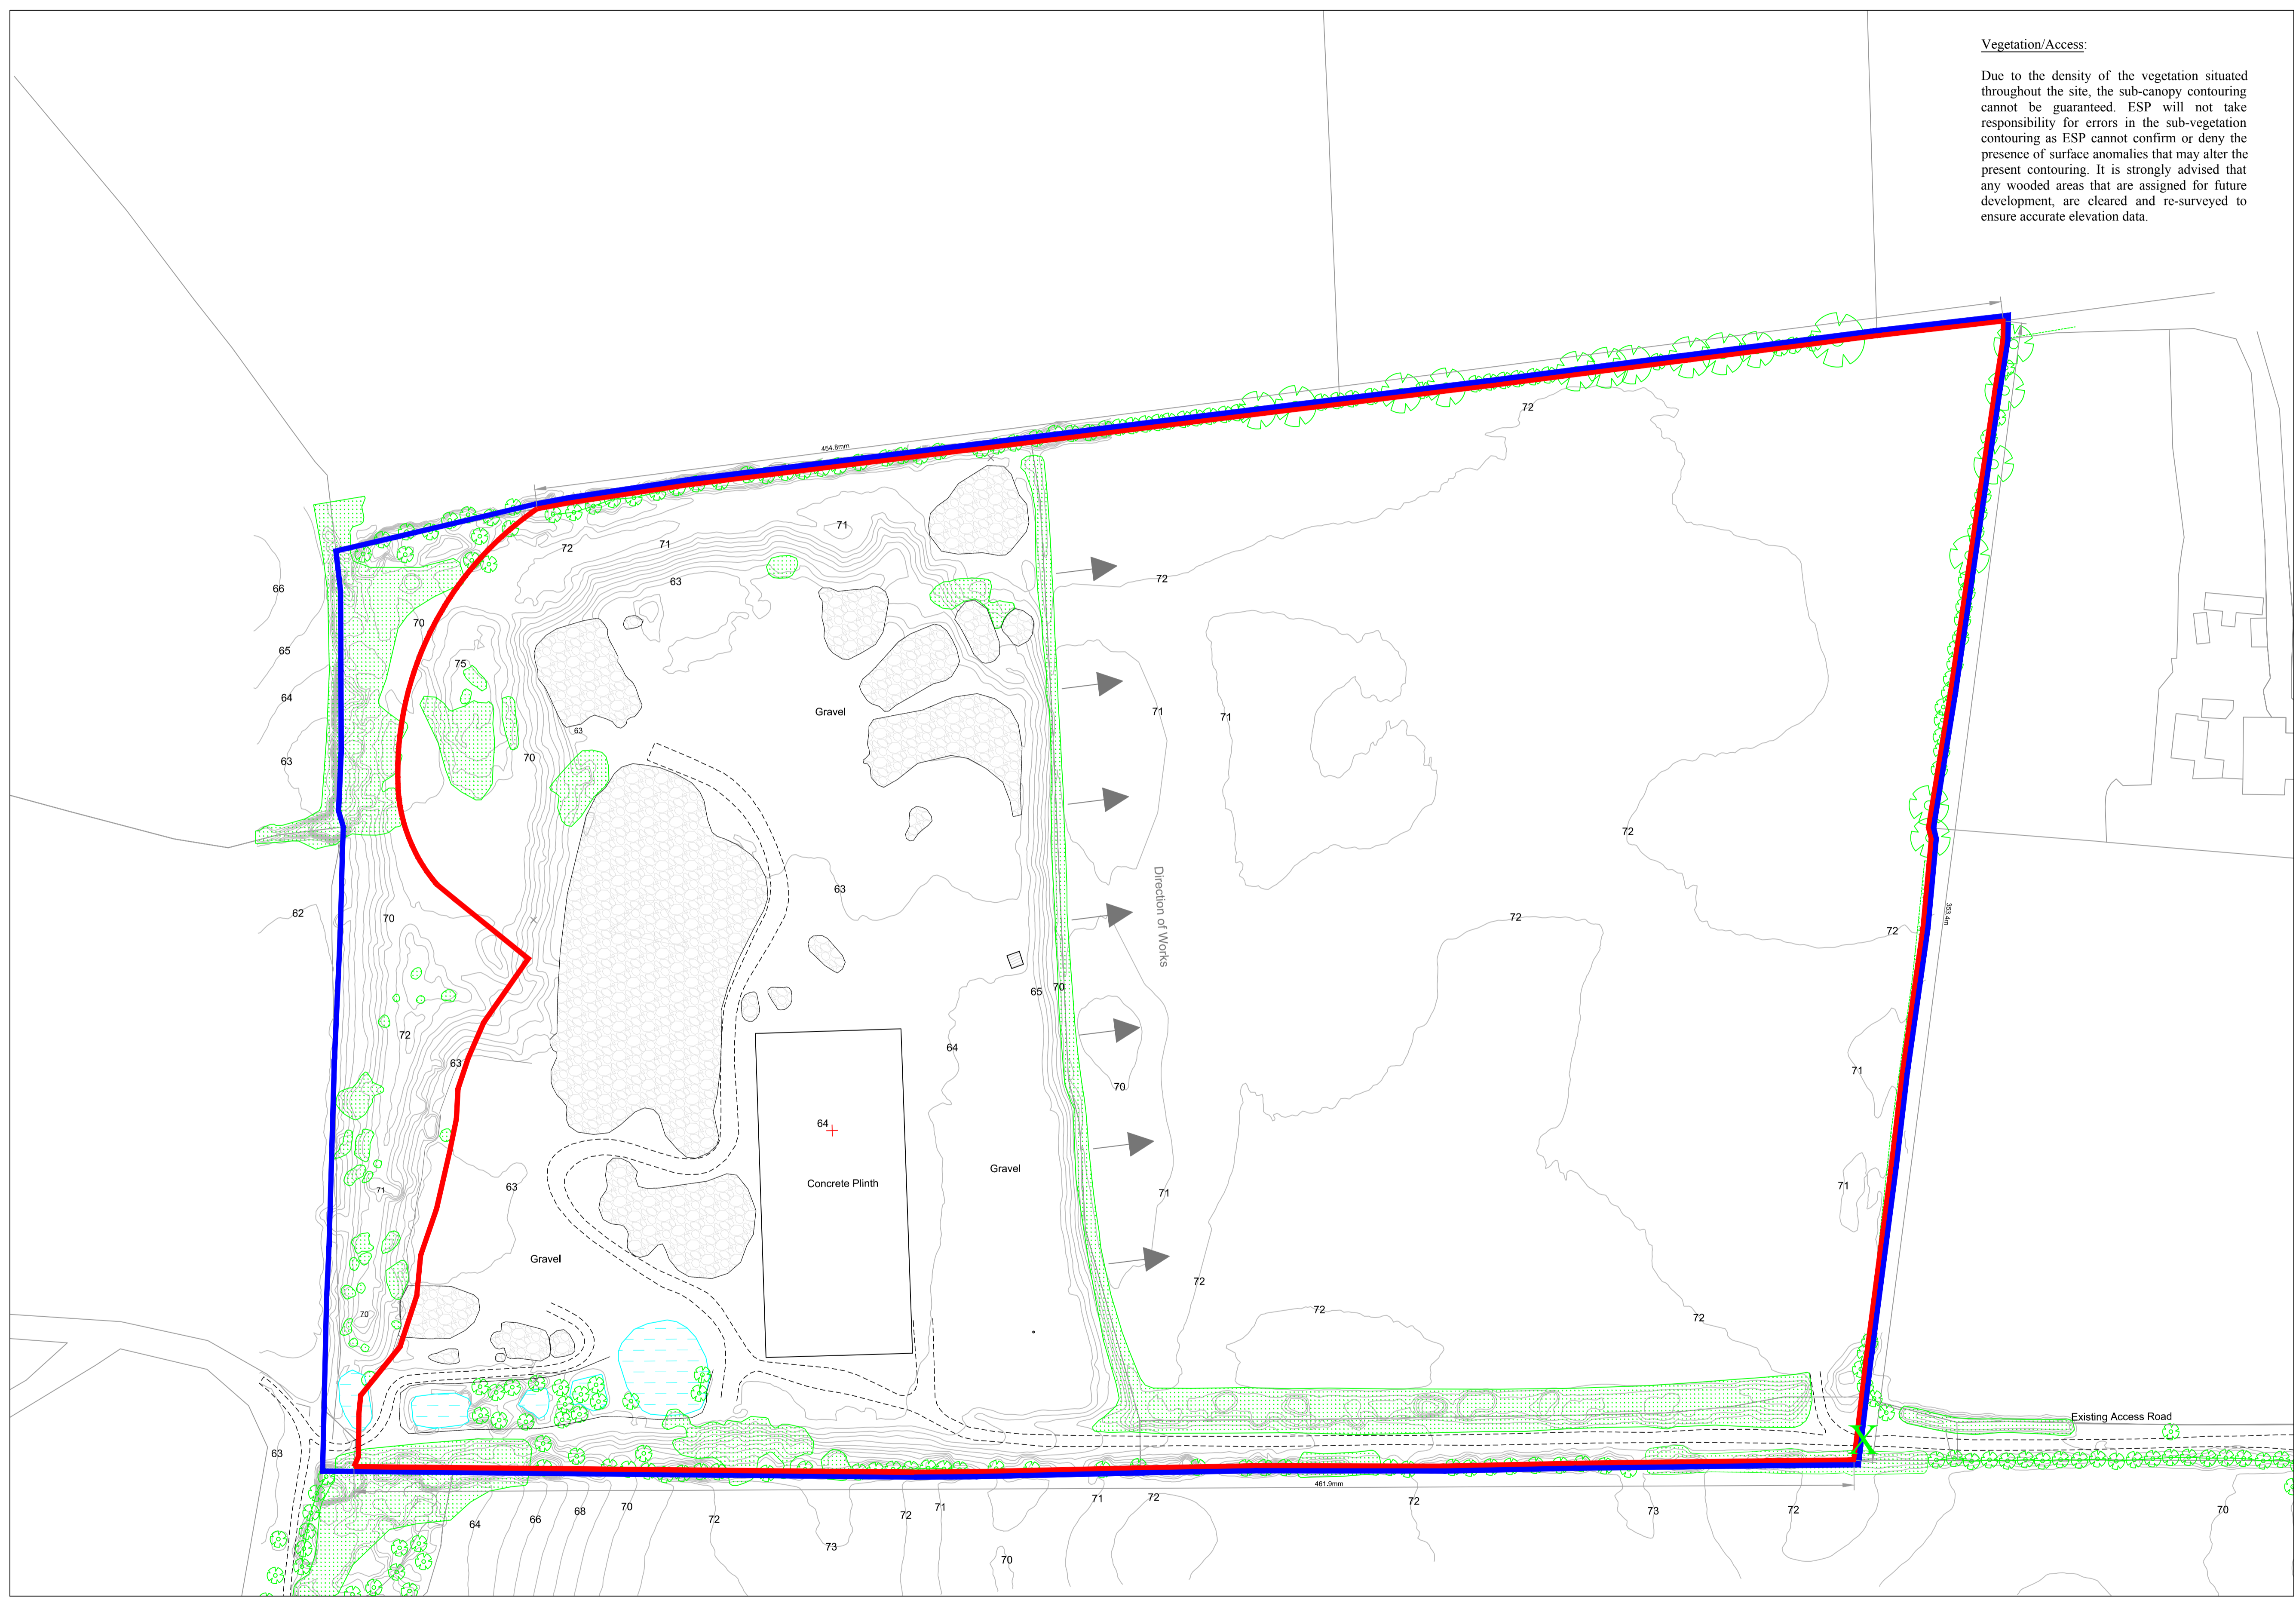 Vegetation/Access:
Due to the density of the vegetation situated
throughout the site, the sub-canopy contouring
cannot be guaranteed. ESP will not take
responsibility for errors in the sub-vegetation
contouring as ESP cannot confirm or deny the
presence of surface anomalies that may alter the
present contouring. It is strongly advised that
any wooded areas that are assigned for future
development, are cleared and re-surveyed to
ensure accurate elevation data.
454.8mm
72
71
72
71
63
72
66
70
65
75
64
Gravel
71
71
63
70
63
72
63
62
70
72
72
353.4m
Direction of Works
65
70
72
64
63
71
70
64
Gravel
Concrete Plinth
63
71
71
71
Gravel
72
70
72
72
Existing Access Road
X
63
461.9mm
64
66
68
70
72
73
72
71
70
71
72
72
73
72
70